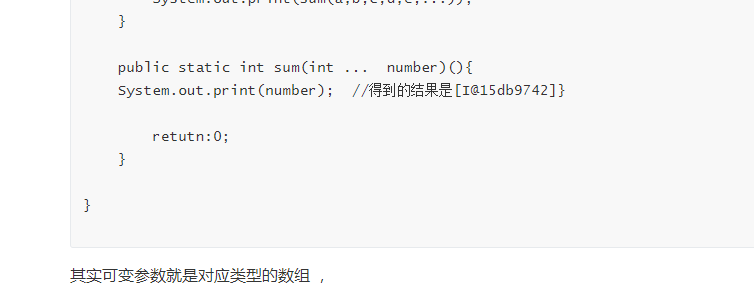 System.out.print(sum(a,b,c,d,e,...));
}
public static int sum(int ...  number)(){
System.out.print(number);  //得到的结果是[I@15db9742]}
retutn:0;
}
}
其实可变参数就是对应类型的数组 ，